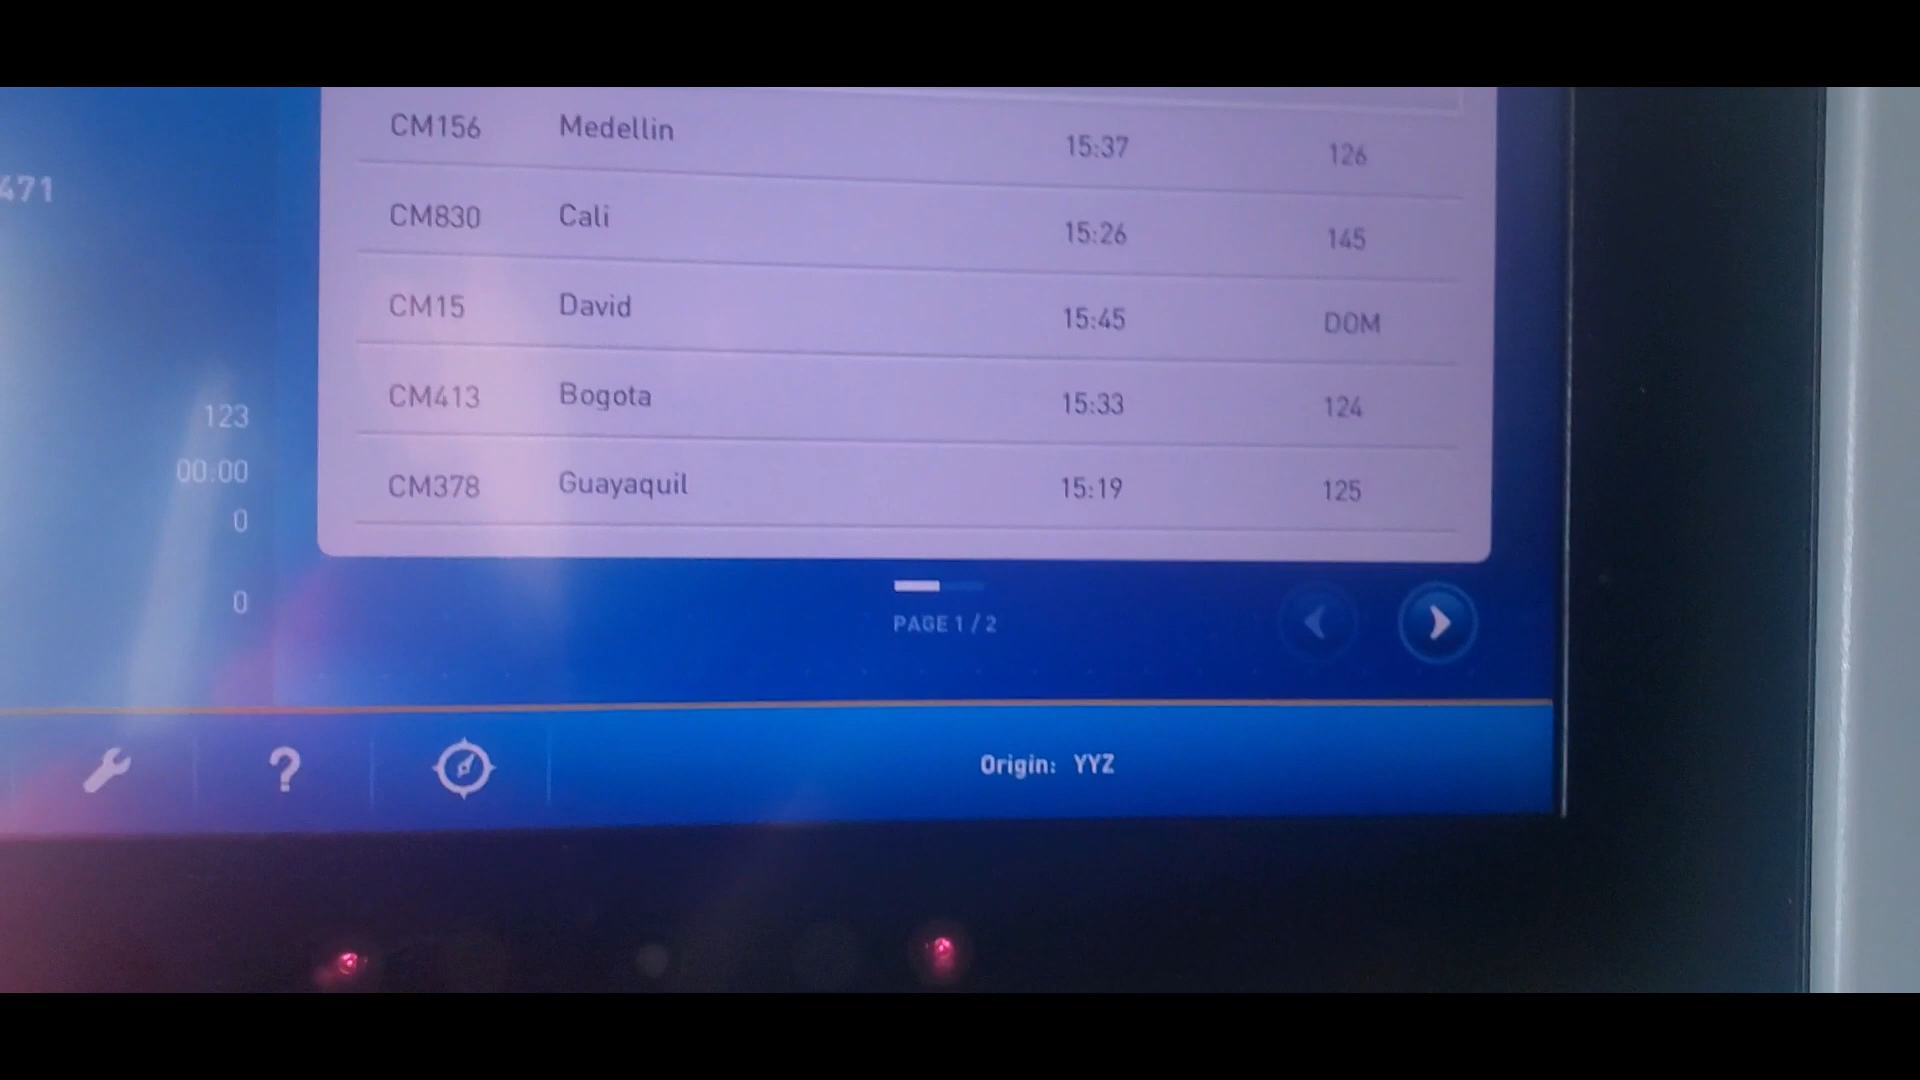 CM156 Medellin 15:37 126
471
CM830 Cali 15:26 145
CM15 David 15:45 DOM
CM413 Bogota 15:33 124
123
00:00
CM378 Guayaquil 15:19 125
0
0
PAGE 1 / 2
? Origin: YYZ